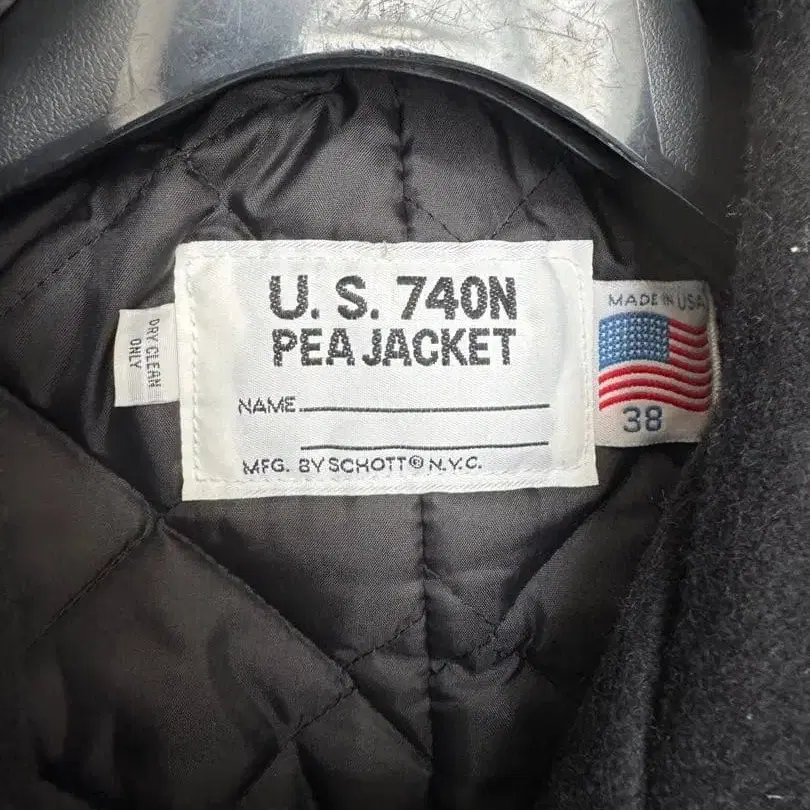 U. S. 740N
PEA JACKET
NAME
MFG. BY SCHOTT® N.Y.C.
DRY CLEAN
ONLY
MADE IN USA
38